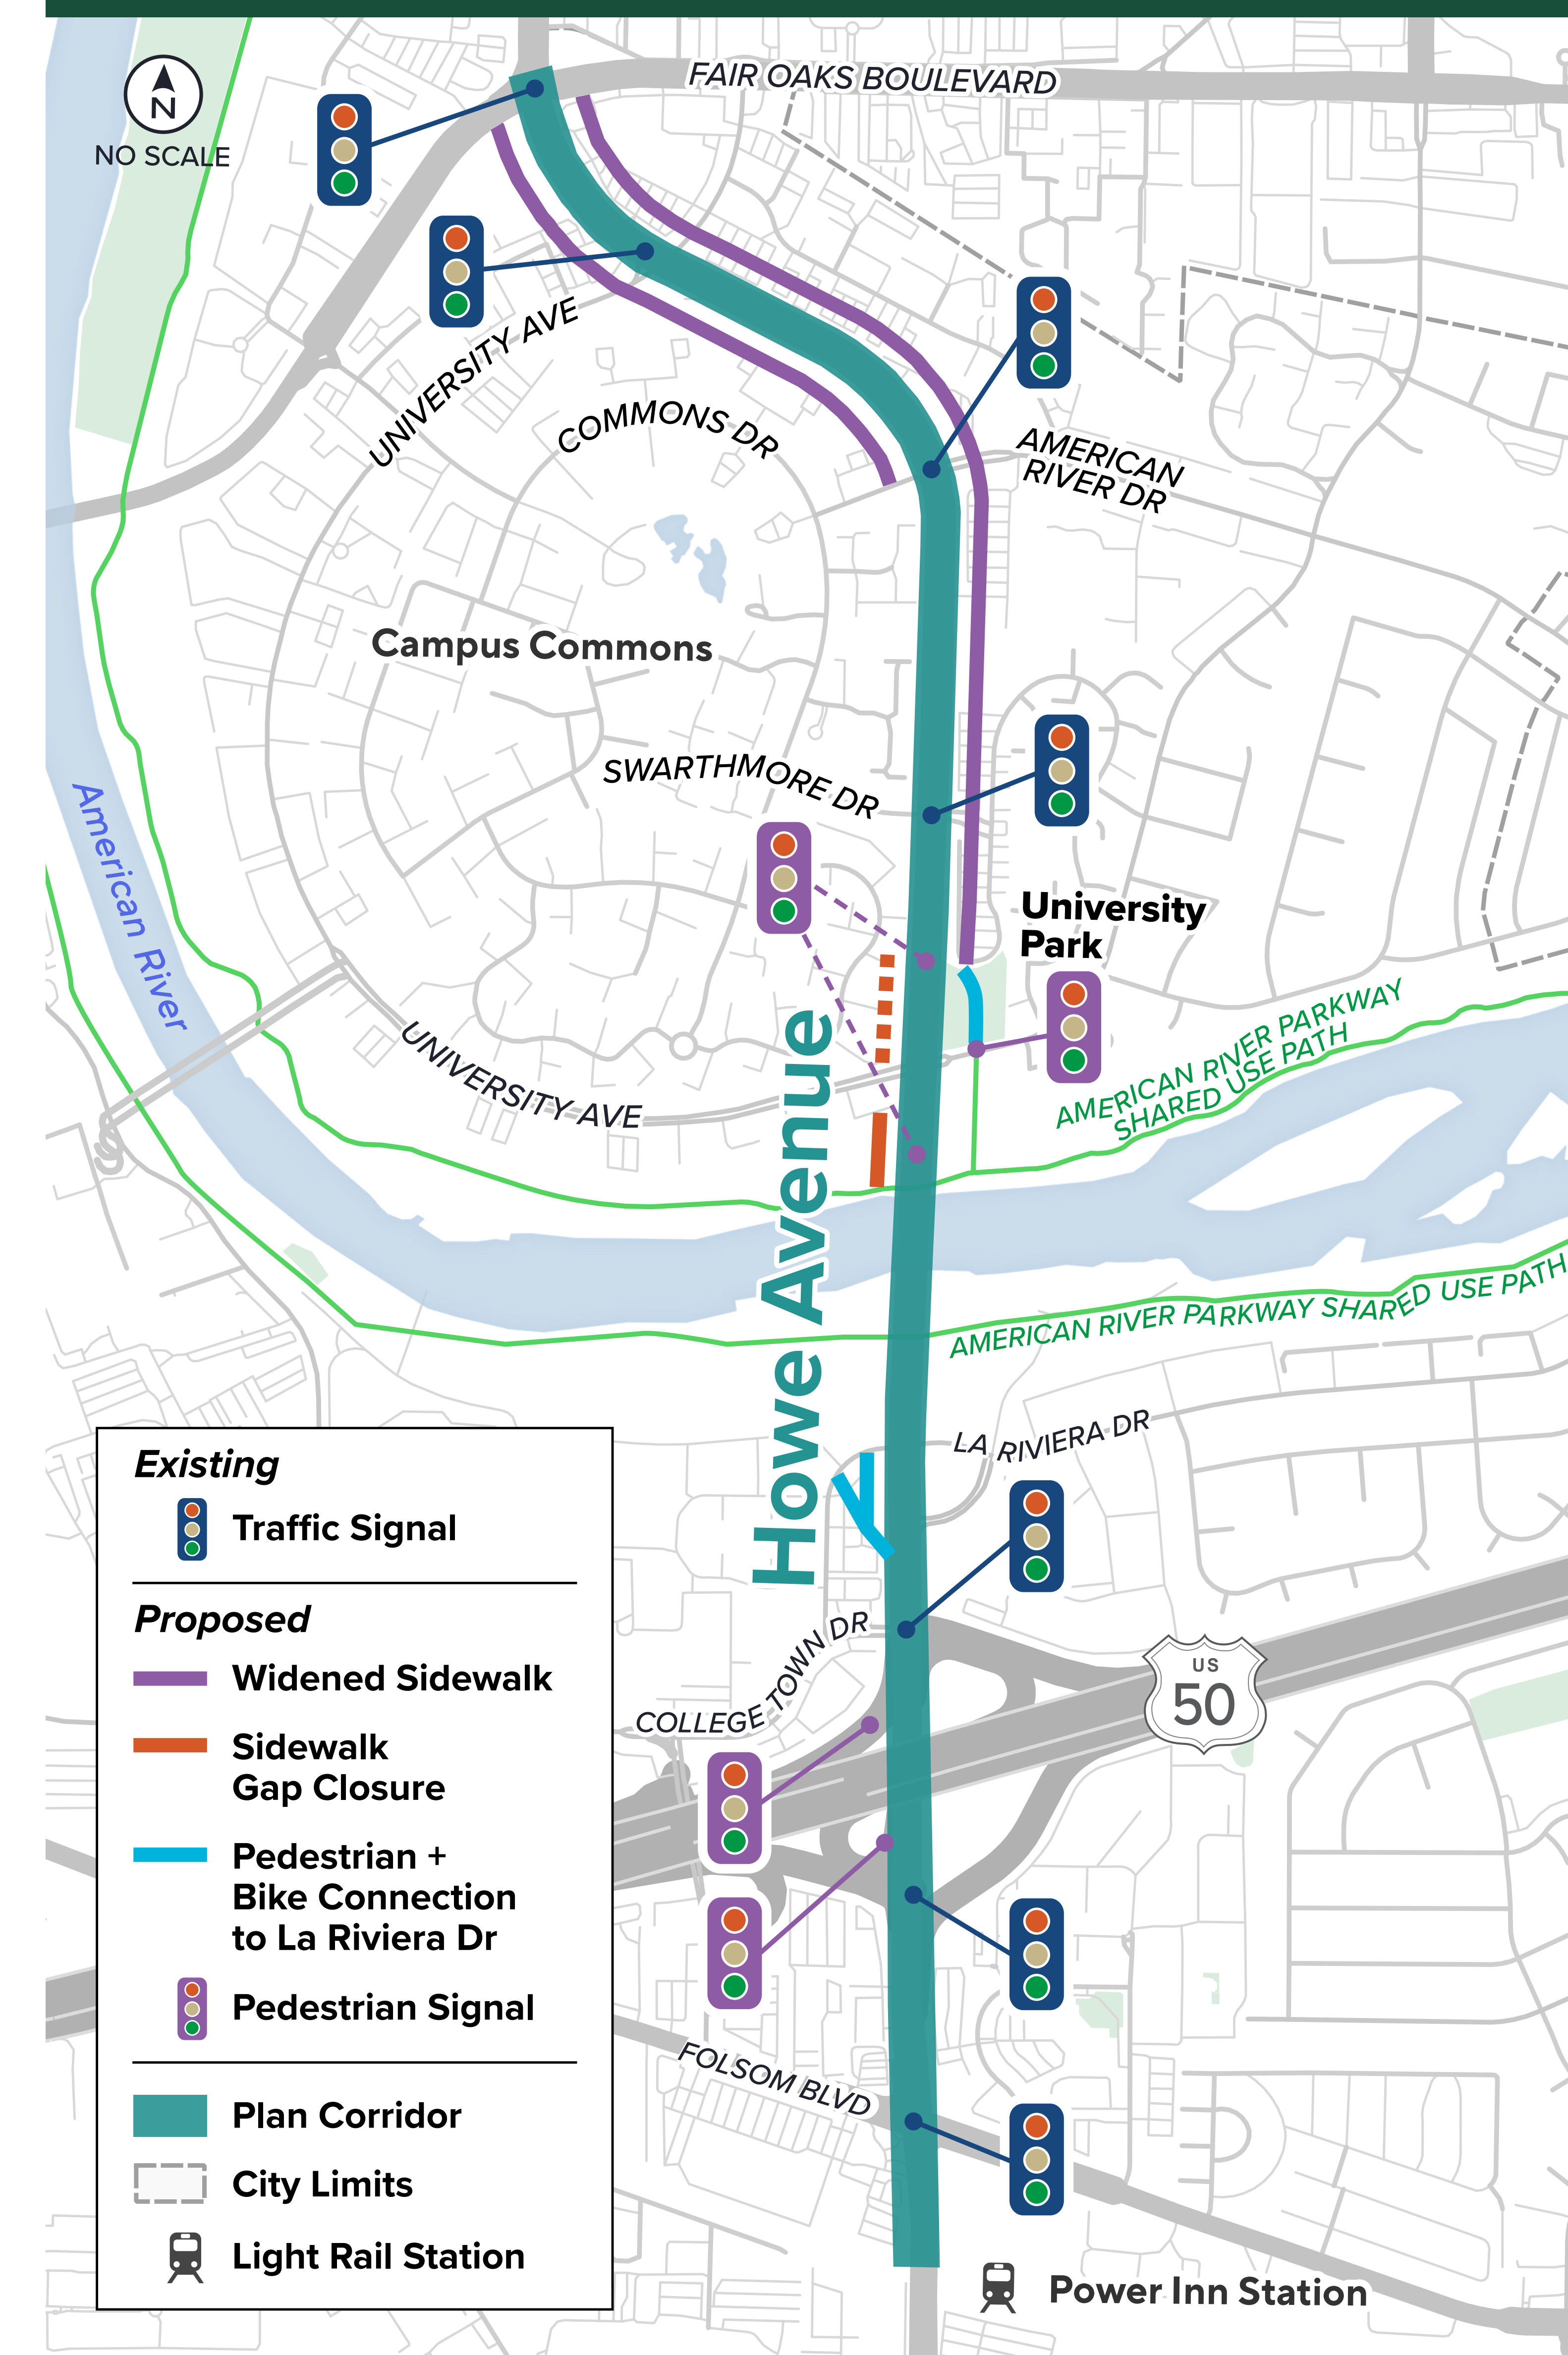 FAIR OAKS BOULEVARD
N
NO SCALE
UNIVERSITY AVE
COMMONS DR
AMERICAN
RIVER DR
Campus Commons
SWARTHMORE DR
American River
University
Park
UNIVERSITY AVE
Howe Avenue
AMERICAN RIVER PARKWAY
SHARED USE PATH
AMERICAN RIVER PARKWAY SHARED USE PATH
LA RIVIERA DR
COLLEGE TOWN DR
US
50
FOLSOM BLVD
Power Inn Station
Existing
Traffic Signal
Proposed
Widened Sidewalk
Sidewalk
Gap Closure
Pedestrian +
Bike Connection
to La Riviera Dr
Pedestrian Signal
Plan Corridor
City Limits
Light Rail Station